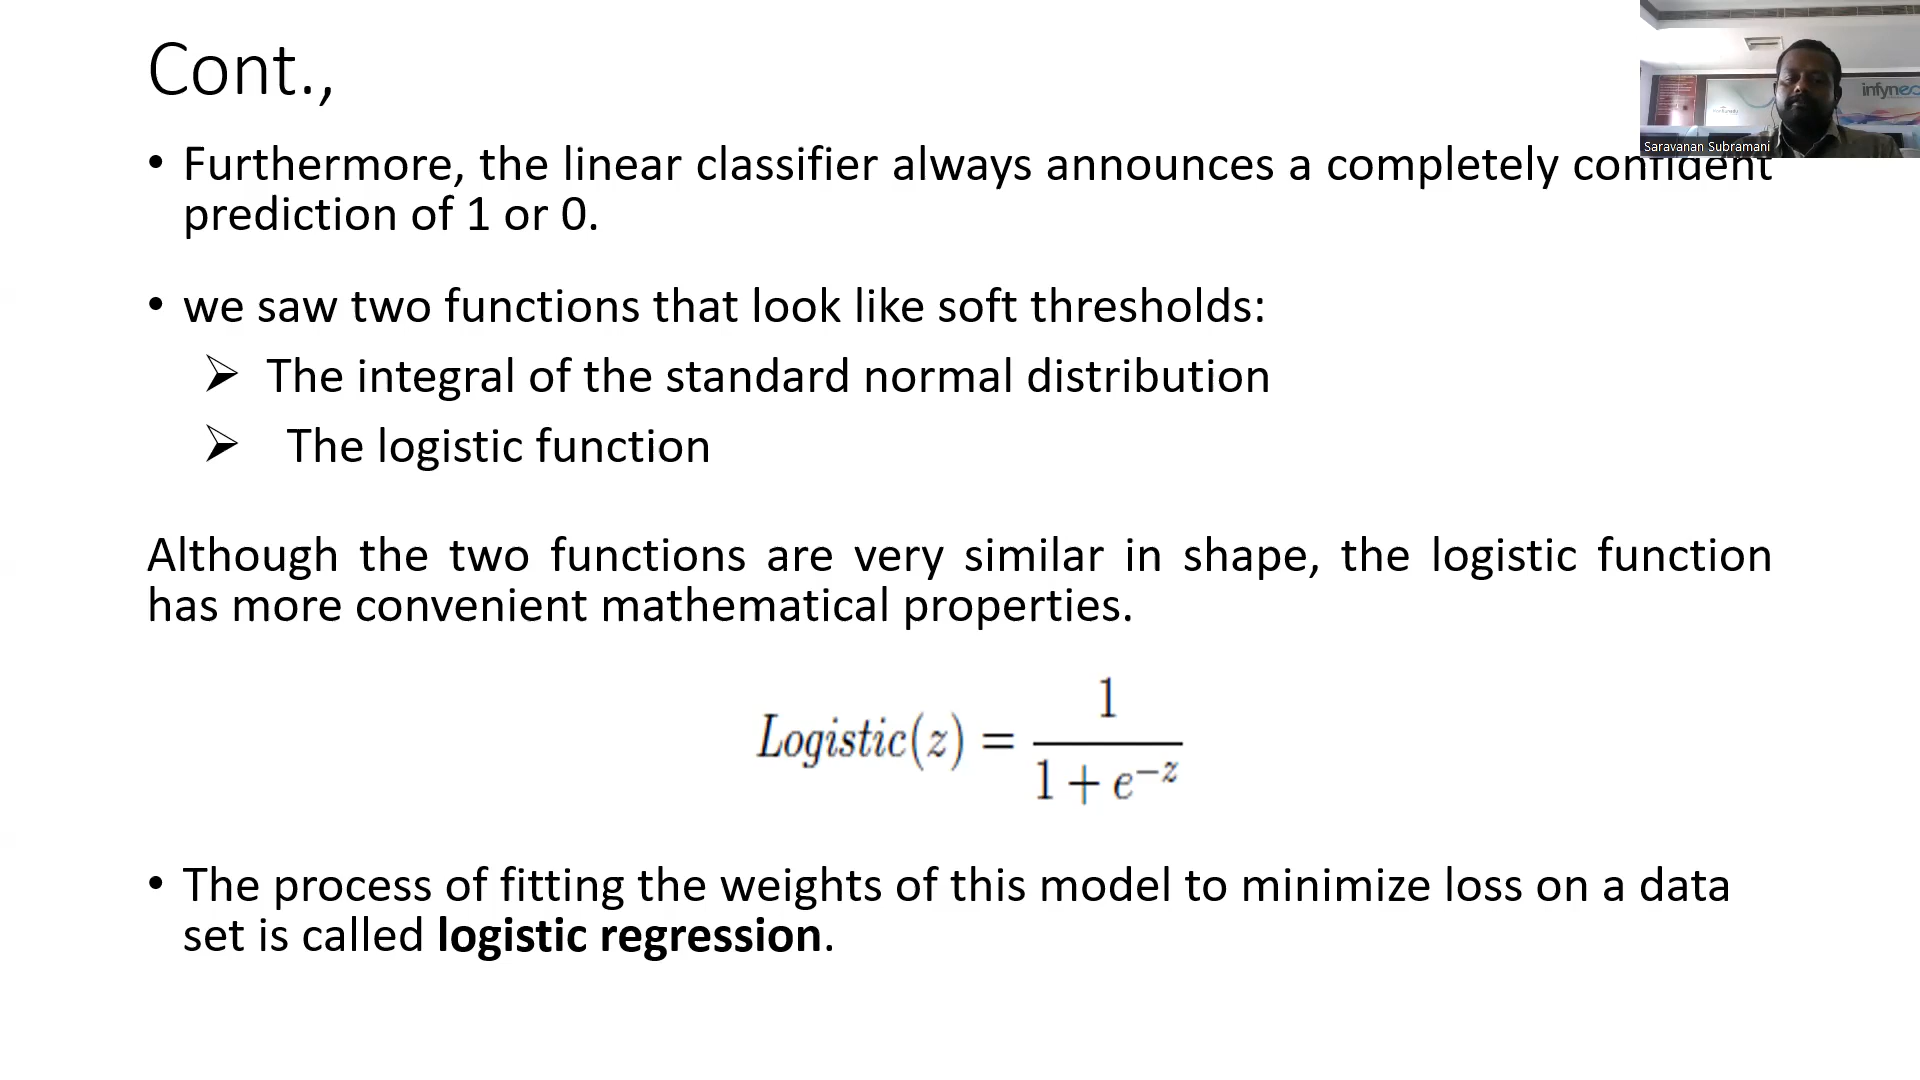 Cont.,
• Furthermore, the linear classifier always announces a completely confident
prediction of 1 or 0.
• we saw two functions that look like soft thresholds:
➢ The integral of the standard normal distribution
➢ The logistic function
Although the two functions are very similar in shape, the logistic function
has more convenient mathematical properties.
Logistic(z) = \frac{1}{1 + e^{-z}}
• The process of fitting the weights of this model to minimize loss on a data
set is called logistic regression.
Saravanan Subramani